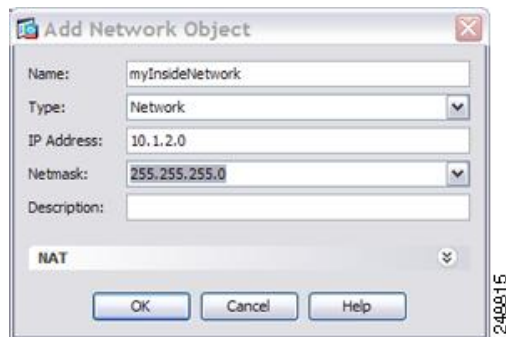 Add Network Object
Name: myInsideNetwork
Type: Network
IP Address: 10.1.2.0
Netmask: 255.255.255.0
Description:
NAT
OK Cancel Help
248815